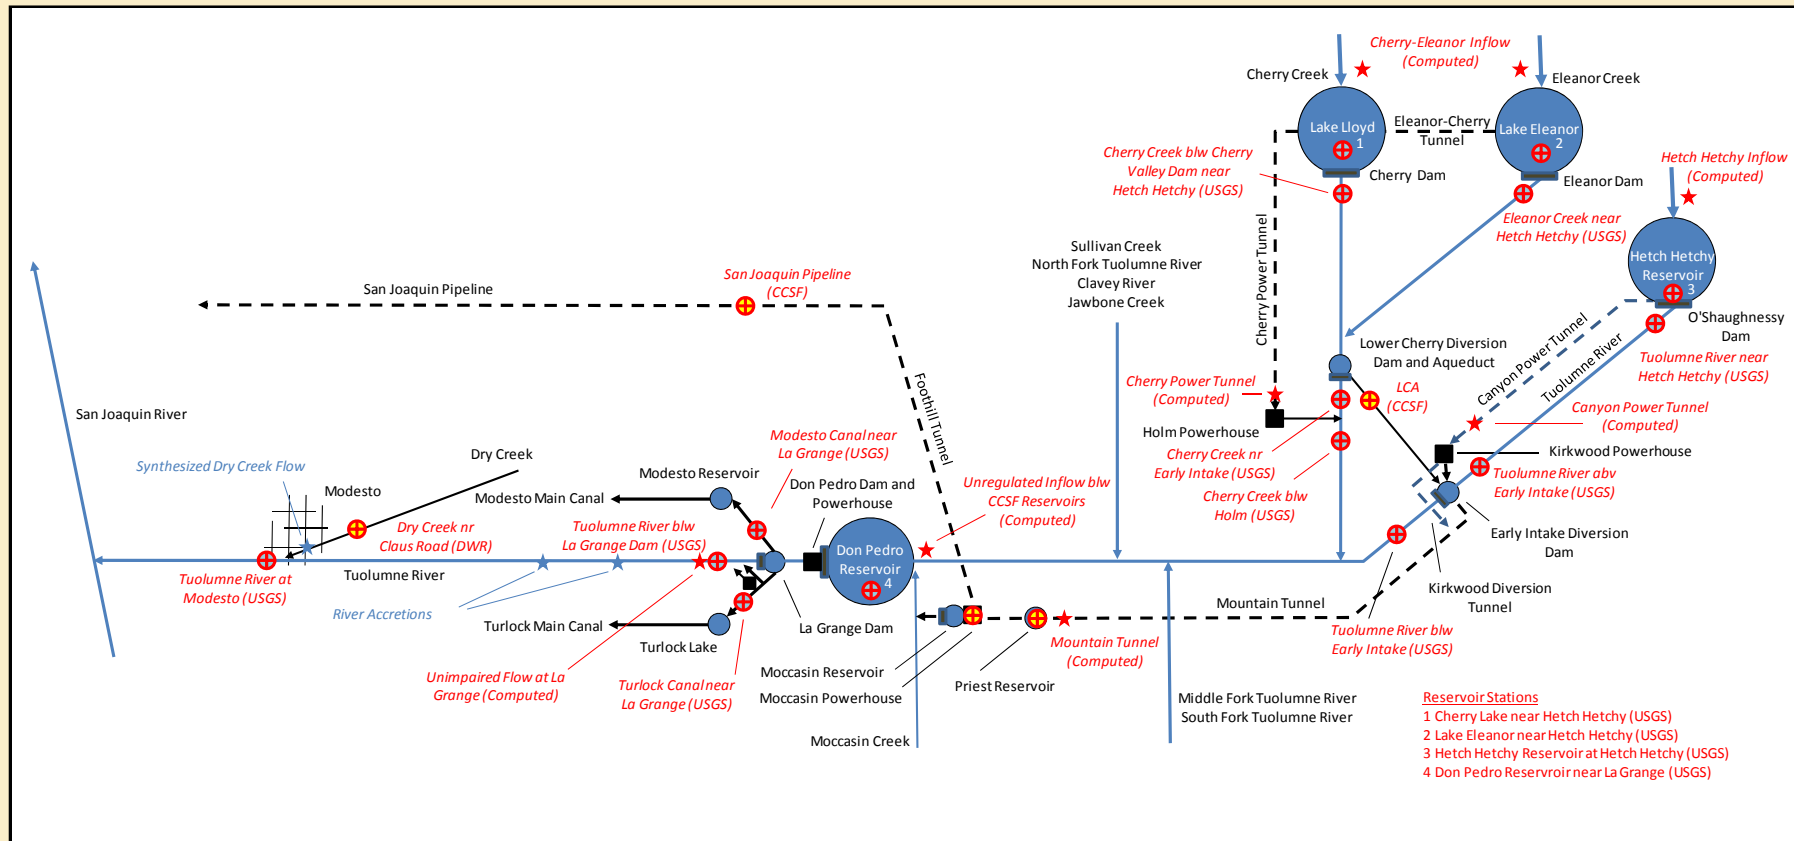 Cherry-Eleanor Inflow
(Computed)
Cherry Creek
Eleanor Creek
Lake Lloyd
1
Eleanor-Cherry
Tunnel
Lake Eleanor
2
Cherry Creek blw Cherry
Valley Dam near
Hetch Hetchy (USGS)
Cherry Dam
Eleanor Dam
Hetch Hetchy Inflow
(Computed)
Eleanor Creek near
Hetch Hetchy (USGS)
Hetch Hetchy
Reservoir
3
O'Shaughnessy
Dam
Tuolumne River near
Hetch Hetchy (USGS)
Sullivan Creek
North Fork Tuolumne River
Clavey River
Jawbone Creek
San Joaquin Pipeline
(CCSF)
San Joaquin Pipeline
Cherry Power Tunnel
Foothill Tunnel
Canyon Power Tunnel
Tuolumne River
Lower Cherry Diversion
Dam and Aqueduct
Cherry Power Tunnel
(Computed)
LCA
(CCSF)
Canyon Power Tunnel
(Computed)
San Joaquin River
Holm Powerhouse
Kirkwood Powerhouse
Cherry Creek nr
Early Intake (USGS)
Tuolumne River abv
Early Intake (USGS)
Cherry Creek blw
Holm (USGS)
Early Intake Diversion
Dam
Kirkwood Diversion
Tunnel
Synthesized Dry Creek Flow
Dry Creek
Modesto Canal near
La Grange (USGS)
Modesto Reservoir
Modesto Main Canal
Don Pedro Dam and
Powerhouse
Unregulated Inflow blw
CCSF Reservoirs
(Computed)
Modesto
Dry Creek nr
Claus Road (DWR)
Tuolumne River blw
La Grange Dam (USGS)
Don Pedro
Reservoir
4
Tuolumne River at
Modesto (USGS)
Tuolumne River
River Accretions
Turlock Main Canal
Turlock Lake
La Grange Dam
Mountain Tunnel
Mountain Tunnel
(Computed)
Tuolumne River blw
Early Intake (USGS)
Unimpaired Flow at La
Grange (Computed)
Turlock Canal near
La Grange (USGS)
Moccasin Reservoir
Moccasin Powerhouse
Priest Reservoir
Moccasin Creek
Middle Fork Tuolumne River
South Fork Tuolumne River
Reservoir Stations
1 Cherry Lake near Hetch Hetchy (USGS)
2 Lake Eleanor near Hetch Hetchy (USGS)
3 Hetch Hetchy Reservoir at Hetch Hetchy (USGS)
4 Don Pedro Reservroir near La Grange (USGS)